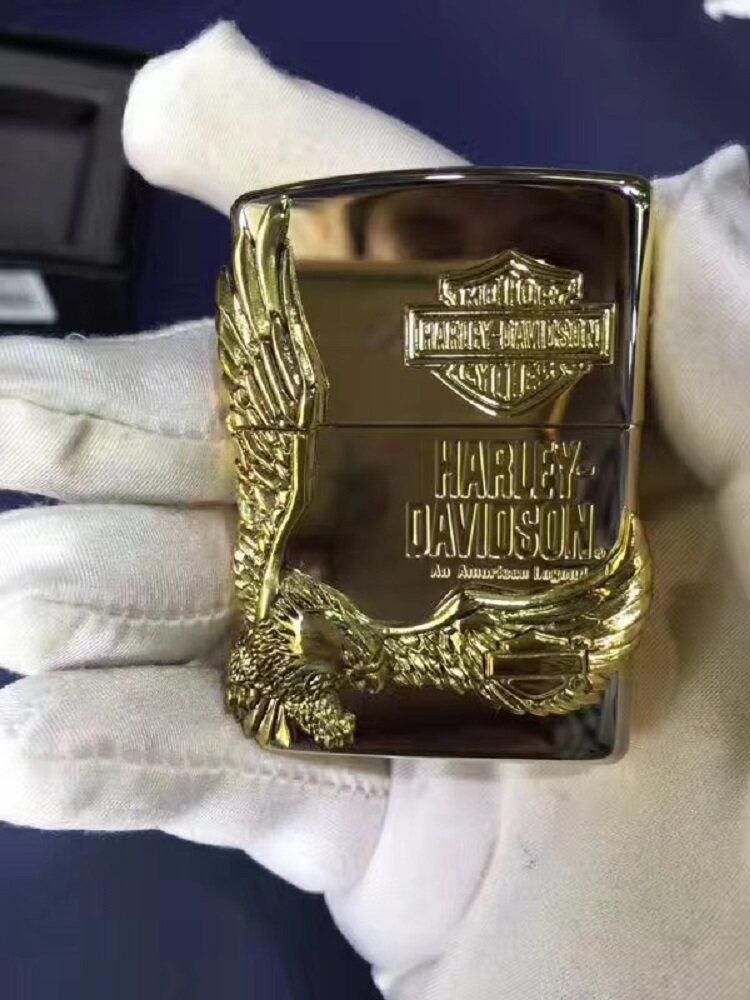 MOTOR
HARLEY-DAVIDSON
CYCLES
HARLEY-
DAVIDSON®
An American Legend